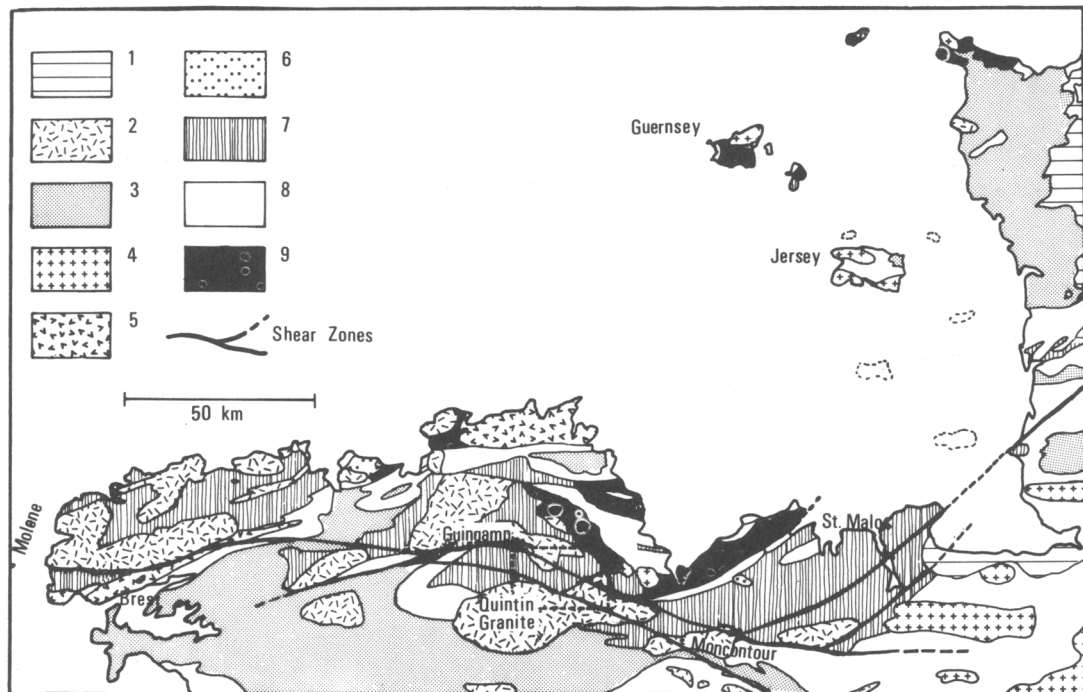 1
6
2
7
3
8
4
9
5
Shear Zones
50 km
Guernsey
Jersey
Molene
Guingamp
St. Malo
Bres
Quintin
Granite
Moncontour